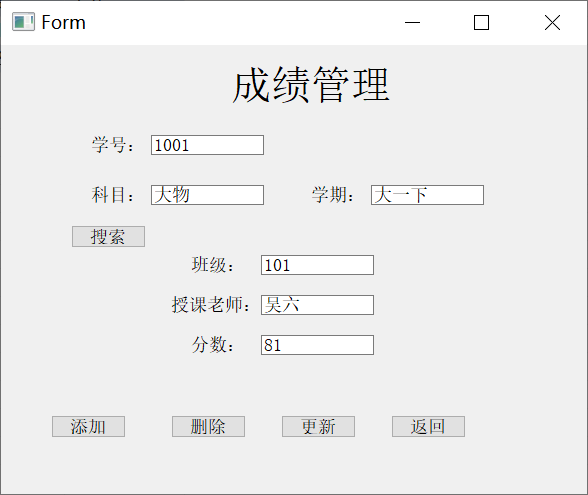 Form
成绩管理
学号： 1001
科目： 大物 学期： 大一下
搜索
班级： 101
授课老师： 吴六
分数： 81
添加 删除 更新 返回